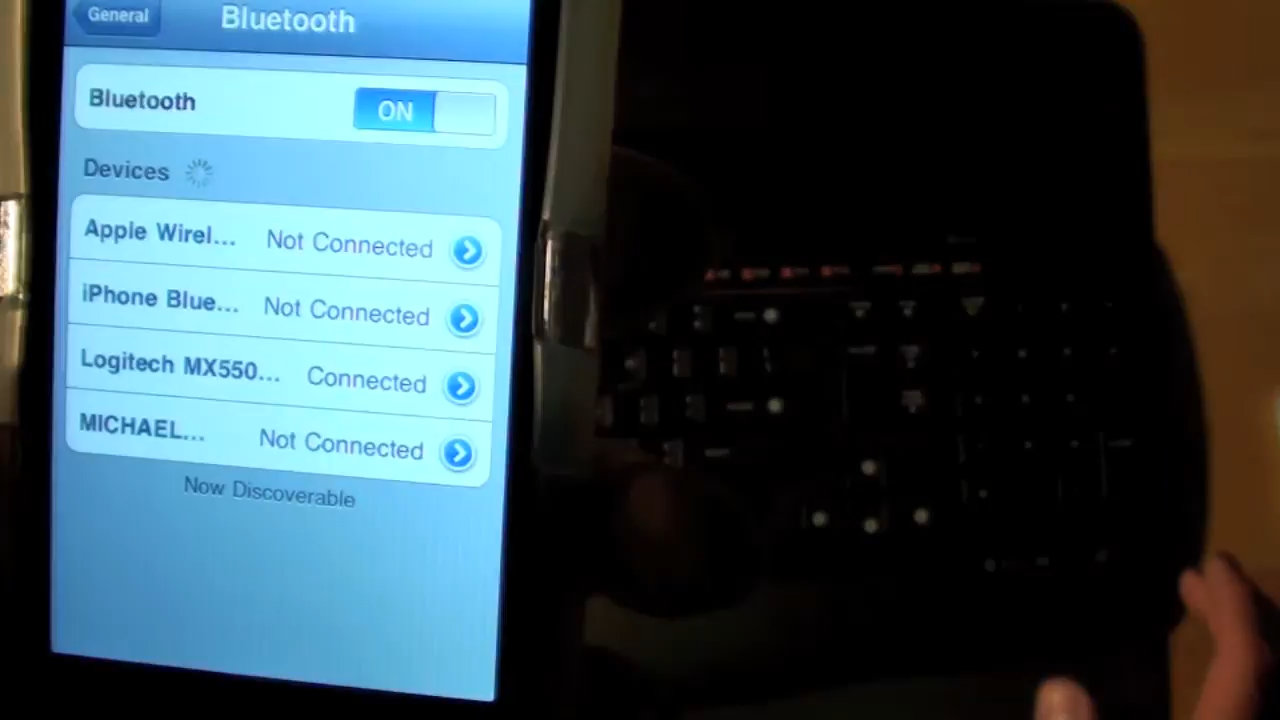 General
Bluetooth
Bluetooth ON
Devices
Apple Wirel... Not Connected
iPhone Blue... Not Connected
Logitech MX550... Connected
MICHAEL... Not Connected
Now Discoverable